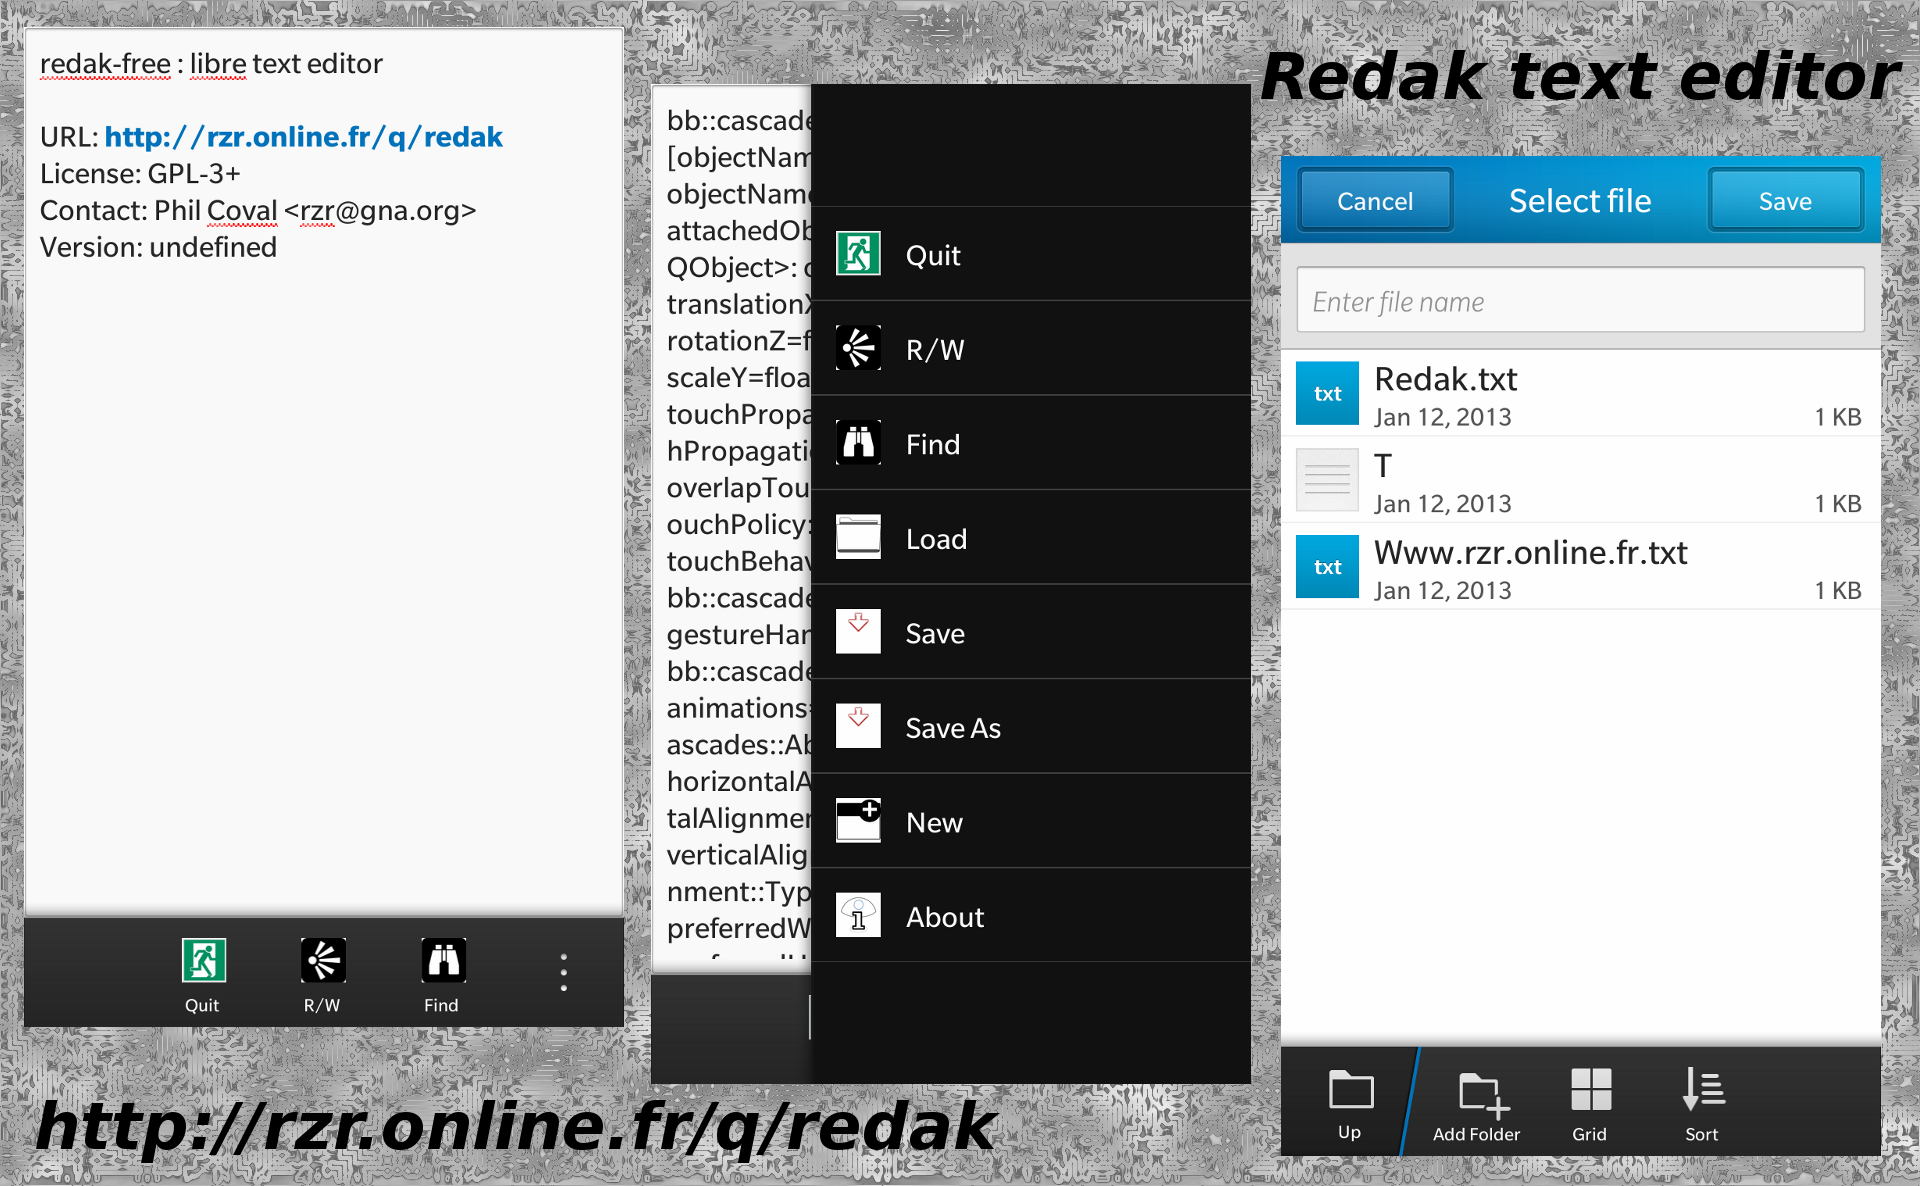 redak-free : libre text editor
URL: http://rzr.online.fr/q/redak
License: GPL-3+
Contact: Phil Coval <rzr@gna.org>
Version: undefined
Quit
R/W
Find
bb::cascade
[objectNam
objectName
attachedOb
QObject>:
translationX
rotationZ=f
scaleY=floa
touchPropa
hPropagati
overlapTou
ouchPolicy:
touchBehav
bb::cascade
gestureHan
bb::cascade
animations=
ascades::Ab
horizontalA
talAlignmen
verticalAlig
nment::Typ
preferredW
Quit
R/W
Find
Load
Save
Save As
New
About
Redak text editor
Cancel
Select file
Save
Enter file name
txt
Redak.txt
Jan 12, 2013
1 KB
T
Jan 12, 2013
1 KB
txt
Www.rzr.online.fr.txt
Jan 12, 2013
1 KB
Up
Add Folder
Grid
Sort
http://rzr.online.fr/q/redak